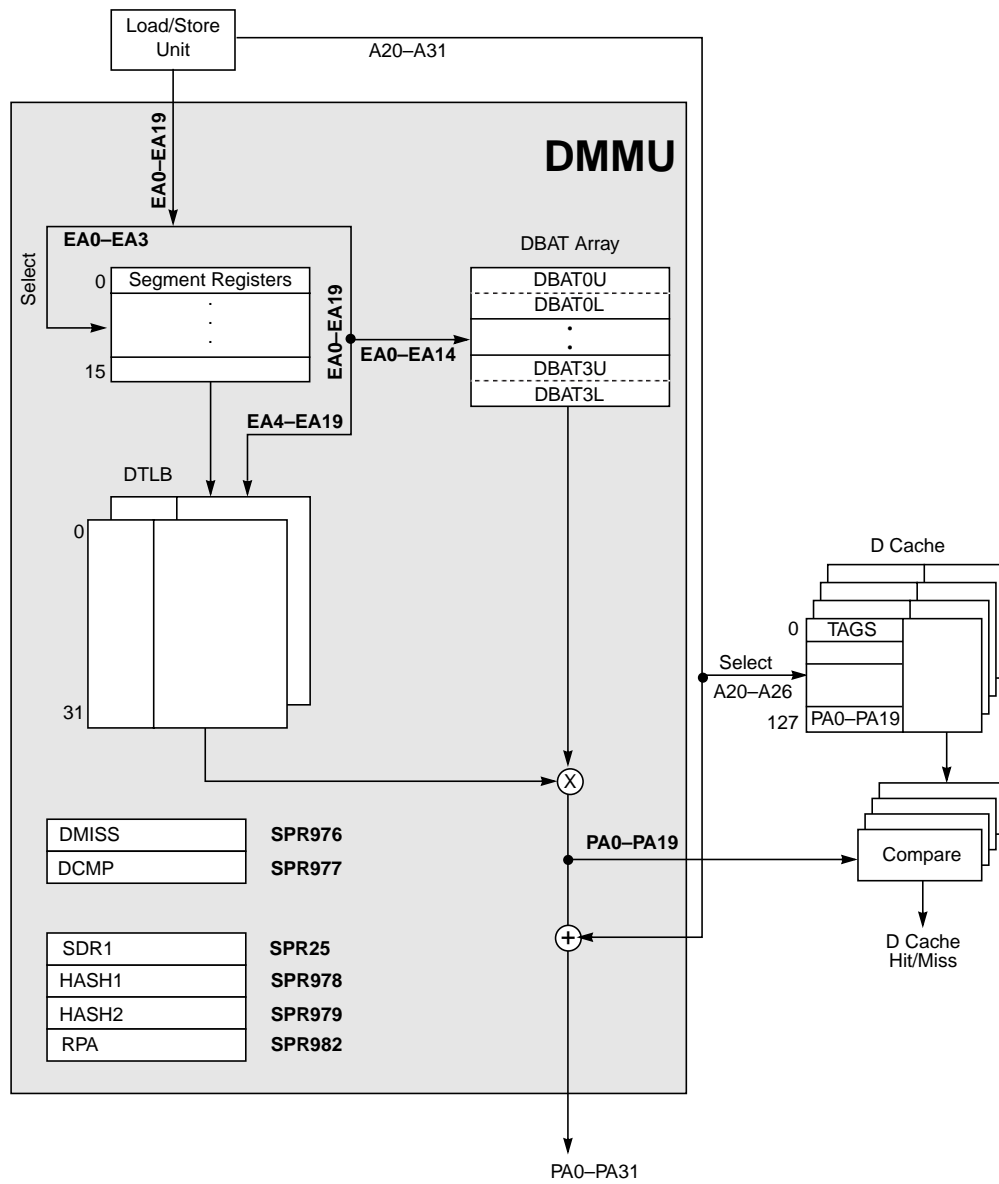 Load/Store
Unit
A20–A31
EA0–EA19
DMMU
EA0–EA3
Select
DBAT Array
0
Segment Registers
.
.
.
15
EA0–EA19
EA0–EA14
DBAT0U
DBAT0L
•
•
DBAT3U
DBAT3L
EA4–EA19
DTLB
0
31
D Cache
0
TAGS
Select
A20–A26
127
PA0–PA19
X
DMISS
SPR976
DCMP
SPR977
PA0–PA19
Compare
SDR1
SPR25
HASH1
SPR978
HASH2
SPR979
RPA
SPR982
+
D Cache
Hit/Miss
PA0–PA31